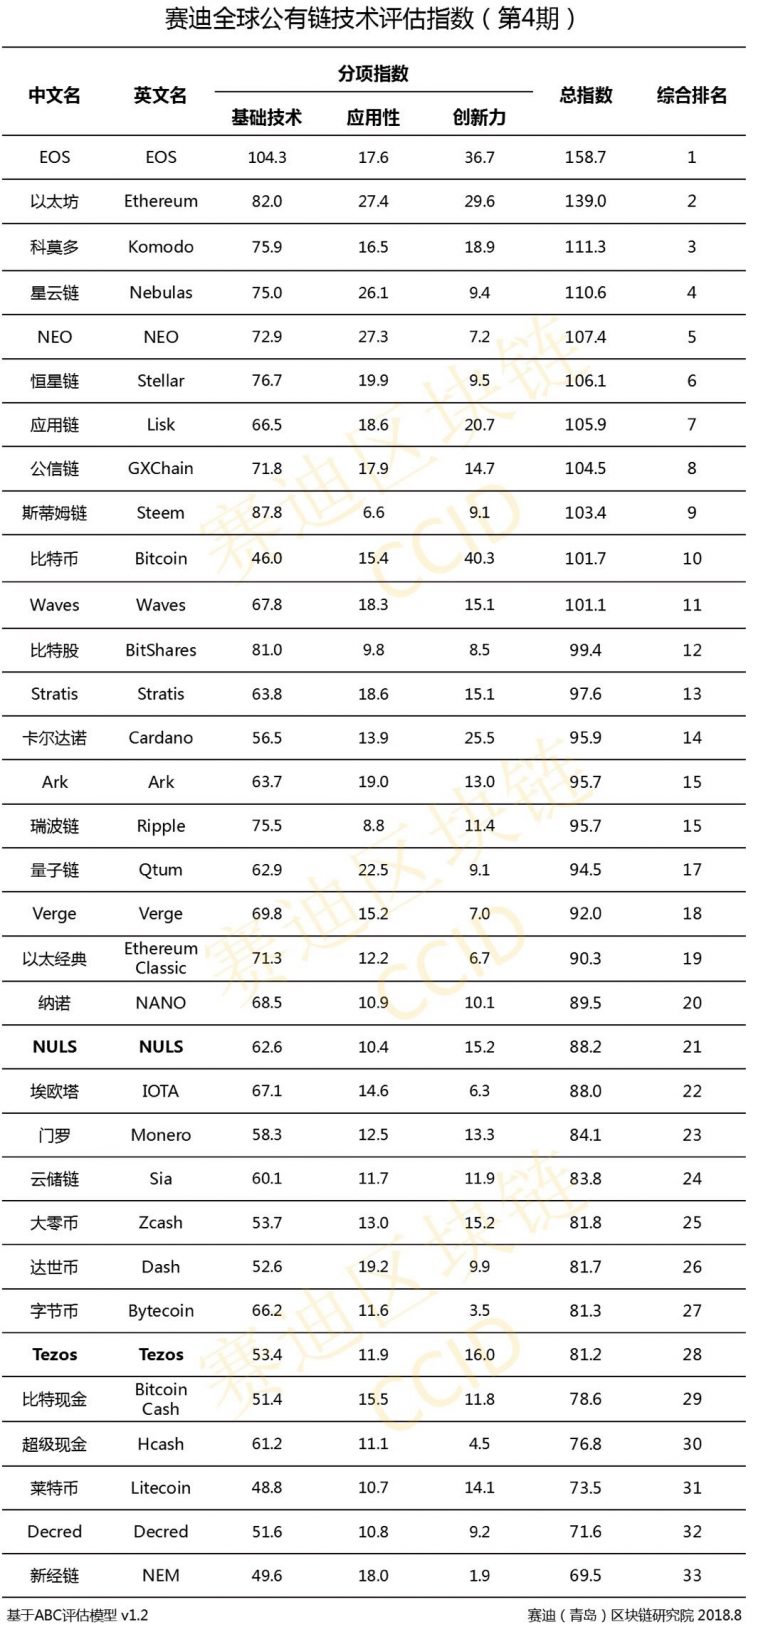 赛迪全球公有链技术评估指数（第4期）
中文名 英文名 分项指数 总指数 综合排名
基础技术 应用性 创新力
EOS EOS 104.3 17.6 36.7 158.7 1
以太坊 Ethereum 82.0 27.4 29.6 139.0 2
科莫多 Komodo 75.9 16.5 18.9 111.3 3
星云链 Nebulas 75.0 26.1 9.4 110.6 4
NEO NEO 72.9 27.3 7.2 107.4 5
恒星链 Stellar 76.7 19.9 9.5 106.1 6
应用链 Lisk 66.5 18.6 20.7 105.9 7
公信链 GXChain 71.8 17.9 14.7 104.5 8
斯蒂姆链 Steem 87.8 6.6 9.1 103.4 9
比特币 Bitcoin 46.0 15.4 40.3 101.7 10
Waves Waves 67.8 18.3 15.1 101.1 11
比特股 BitShares 81.0 9.8 8.5 99.4 12
Stratis Stratis 63.8 18.6 15.1 97.6 13
卡尔达诺 Cardano 56.5 13.9 25.5 95.9 14
Ark Ark 63.7 19.0 13.0 95.7 15
瑞波链 Ripple 75.5 8.8 11.4 95.7 15
量子链 Qtum 62.9 22.5 9.1 94.5 17
Verge Verge 69.8 15.2 7.0 92.0 18
以太经典 Ethereum Classic 71.3 12.2 6.7 90.3 19
纳诺 NANO 68.5 10.9 10.1 89.5 20
NULS NULS 62.6 10.4 15.2 88.2 21
埃欧塔 IOTA 67.1 14.6 6.3 88.0 22
门罗 Monero 58.3 12.5 13.3 84.1 23
云储链 Sia 60.1 11.7 11.9 83.8 24
大零币 Zcash 53.7 13.0 15.2 81.8 25
达世币 Dash 52.6 19.2 9.9 81.7 26
字节币 Bytecoin 66.2 11.6 3.5 81.3 27
Tezos Tezos 53.4 11.9 16.0 81.2 28
比特现金 Bitcoin Cash 51.4 15.5 11.8 78.6 29
超级现金 Hcash 61.2 11.1 4.5 76.8 30
莱特币 Litecoin 48.8 10.7 14.1 73.5 31
Decred Decred 51.6 10.8 9.2 71.6 32
新经链 NEM 49.6 18.0 1.9 69.5 33
基于ABC评估模型 v1.2 赛迪（青岛）区块链研究院 2018.8
赛迪区块链
CCID
赛迪区块链
CCID
赛迪区块链
CCID